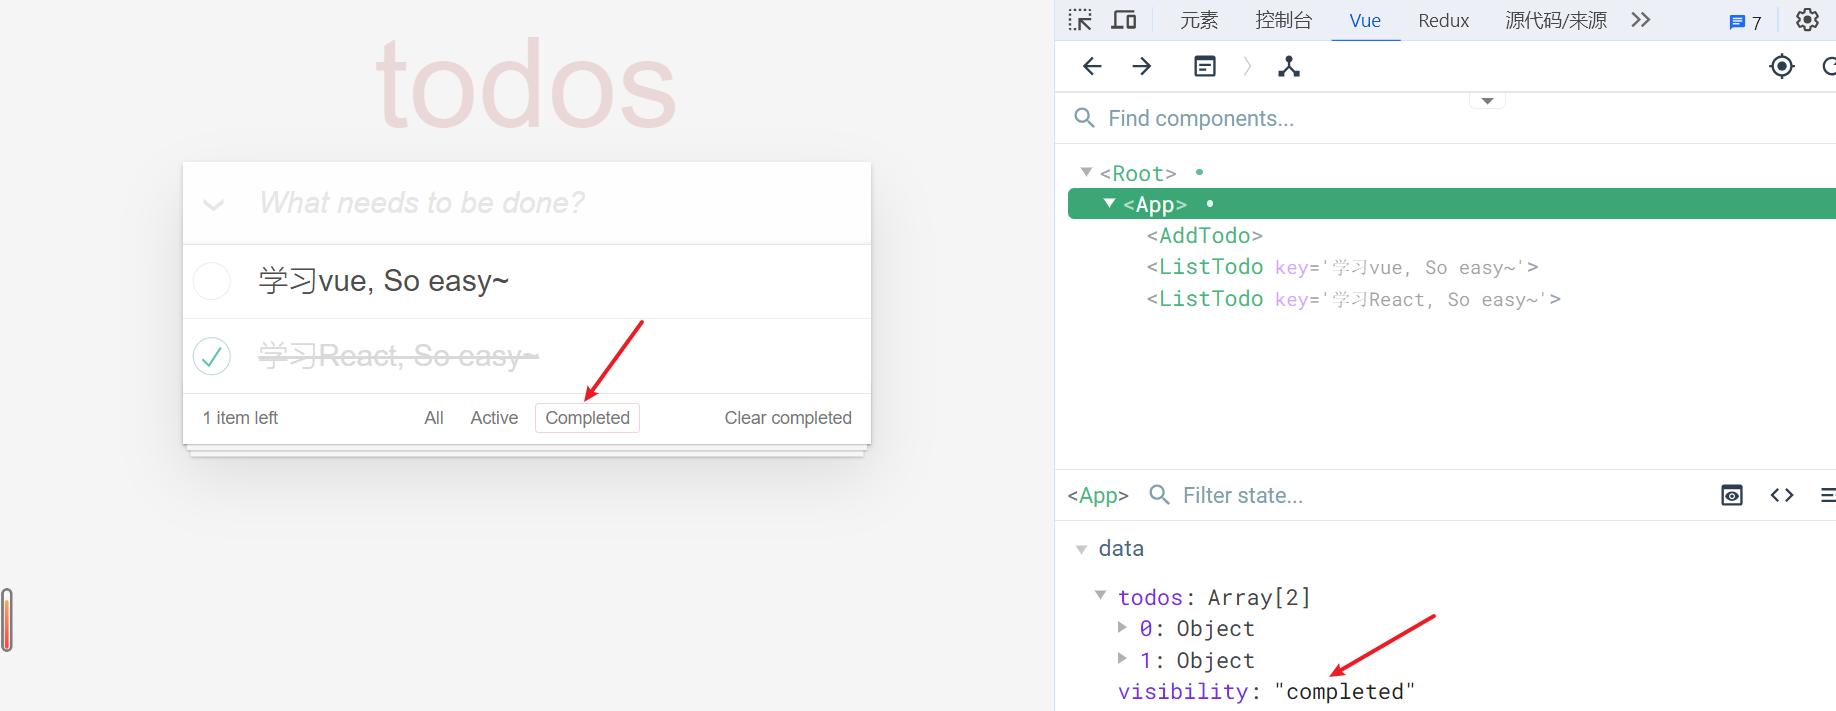 todos
What needs to be done?
学习vue, So easy~
学习React, So easy~
1 item left
All
Active
Completed
Clear completed
元素
控制台
Vue
Redux
源代码/来源
7
Find components...
<Root>
<App>
<AddTodo>
<ListTodo key='学习vue, So easy~'>
<ListTodo key='学习React, So easy~'>
<App>
Filter state...
data
todos: Array[2]
0: Object
1: Object
visibility: "completed"